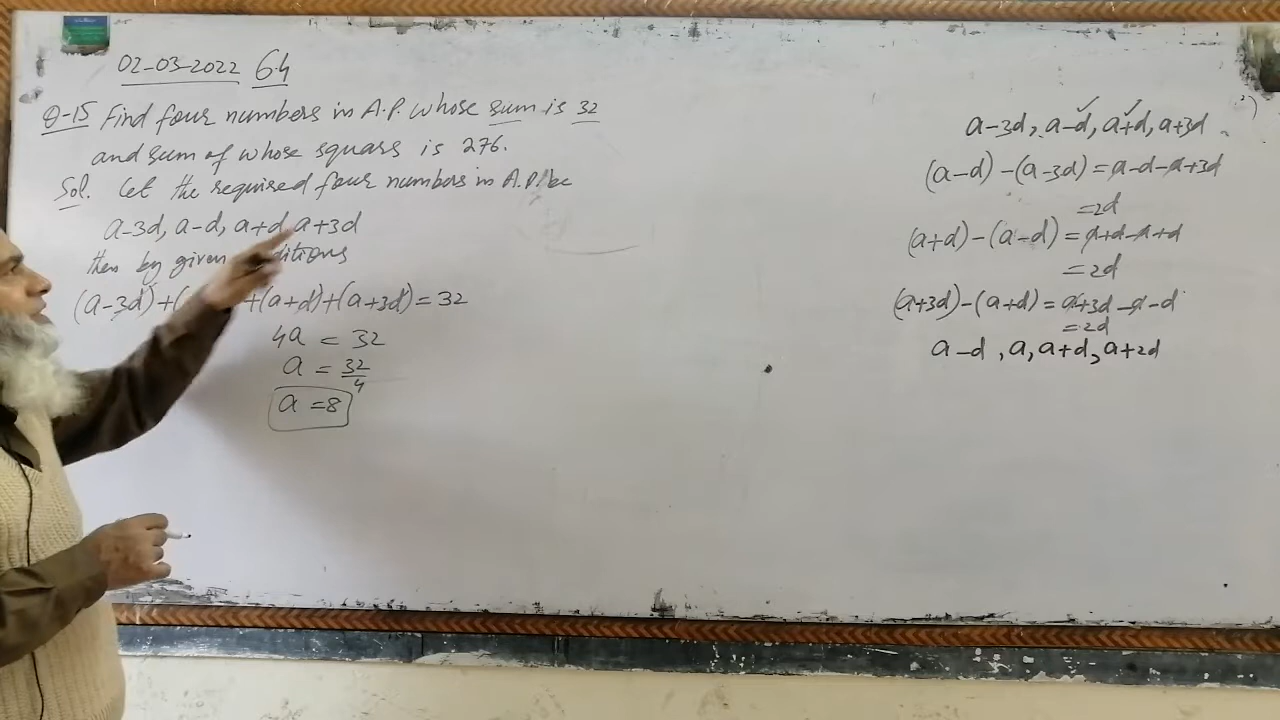 02-03-2022 6.4
Q-15 Find four numbers in A.P. whose sum is 32
and sum of whose squars is 276.
Sol. Let the required four numbers in A.P. be
a-3d, a-d, a+d, a+3d
then by given
(a-3d)+( +(a+d)+(a+3d) = 32
4a = 32
a = 32/4
a = 8
a-3d, a-d, a+d, a+3d
(a-d) - (a-3d) = a-d-a+3d
= 2d
(a+d) - (a-d) = a+d-a+d
= 2d
(a+3d) - (a+d) = a+3d-a-d
= 2d
a-d, a, a+d, a+2d